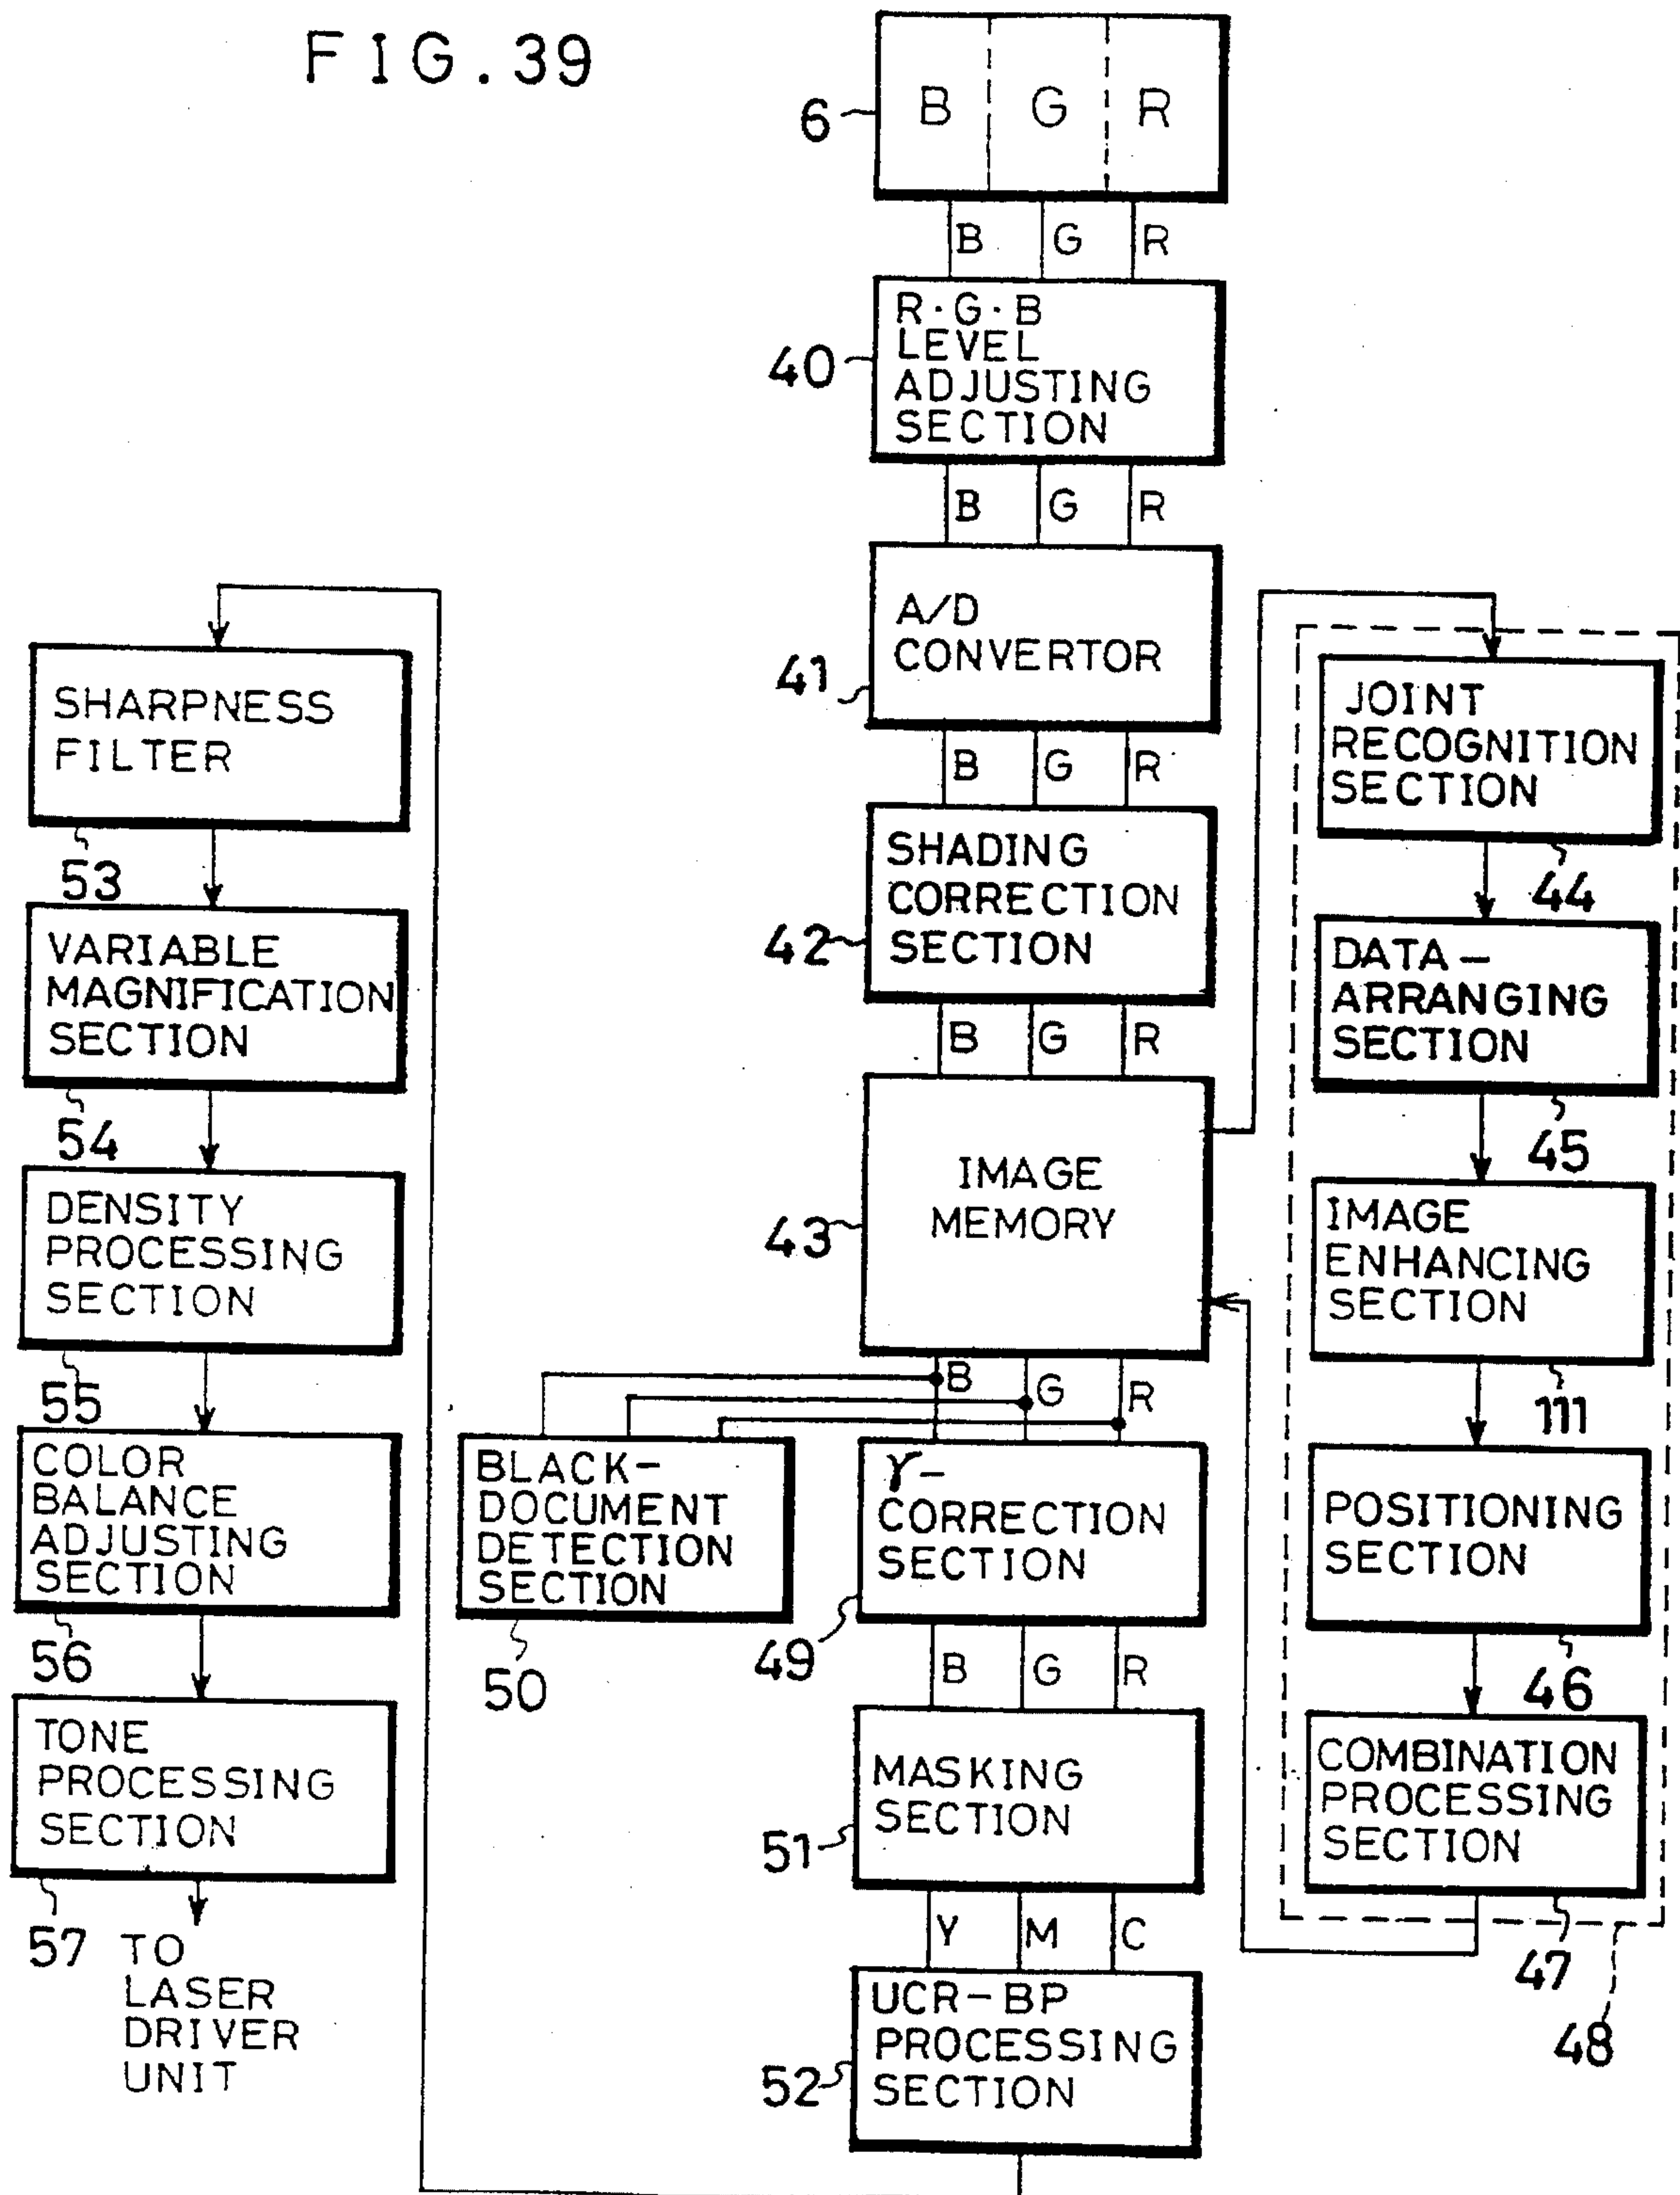 FIG.39
B G R
6
B G R
R·G·B
LEVEL
ADJUSTING
SECTION
40
B G R
A/D
CONVERTOR
41
B G R
SHADING
CORRECTION
SECTION
42
B G R
IMAGE
MEMORY
43
B G R
JOINT
RECOGNITION
SECTION
44
DATA-
ARRANGING
SECTION
45
IMAGE
ENHANCING
SECTION
111
POSITIONING
SECTION
46
COMBINATION
PROCESSING
SECTION
47
48
BLACK-
DOCUMENT
DETECTION
SECTION
50
γ-
CORRECTION
SECTION
49
B G R
MASKING
SECTION
51
Y M C
UCR-BP
PROCESSING
SECTION
52
SHARPNESS
FILTER
53
VARIABLE
MAGNIFICATION
SECTION
54
DENSITY
PROCESSING
SECTION
55
COLOR
BALANCE
ADJUSTING
SECTION
56
TONE
PROCESSING
SECTION
57
TO
LASER
DRIVER
UNIT